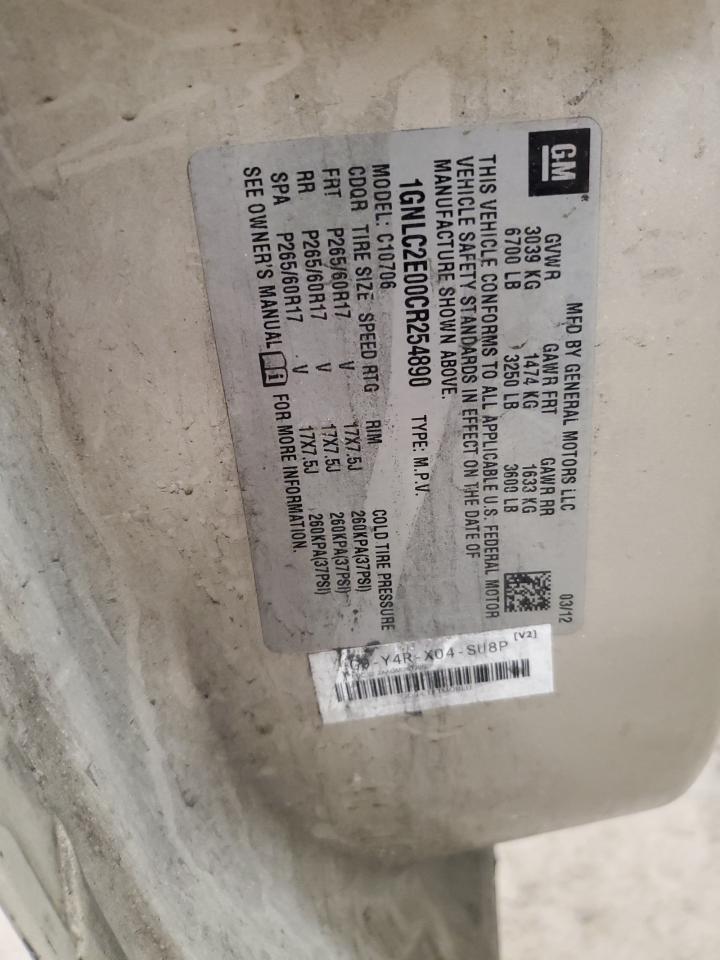 GM
MFD BY GENERAL MOTORS LLC
03/12
GVWR GAWR FRT GAWR RR
3039 KG 1474 KG 1633 KG
6700 LB 3250 LB 3600 LB
THIS VEHICLE CONFORMS TO ALL APPLICABLE U.S. FEDERAL MOTOR
VEHICLE SAFETY STANDARDS IN EFFECT ON THE DATE OF
MANUFACTURE SHOWN ABOVE.
1GNLC2E00CR254890 TYPE: M.P.V.
MODEL: C10706
CDQR TIRE SIZE SPEED RTG RIM COLD TIRE PRESSURE
FRT P265/60R17 V 17X7.5J 260KPA(37PSI)
RR P265/60R17 V 17X7.5J 260KPA(37PSI)
SPA P265/60R17 V 17X7.5J 260KPA(37PSI)
SEE OWNER'S MANUAL FOR MORE INFORMATION.
[V2]
Y4R-X04-SU8P